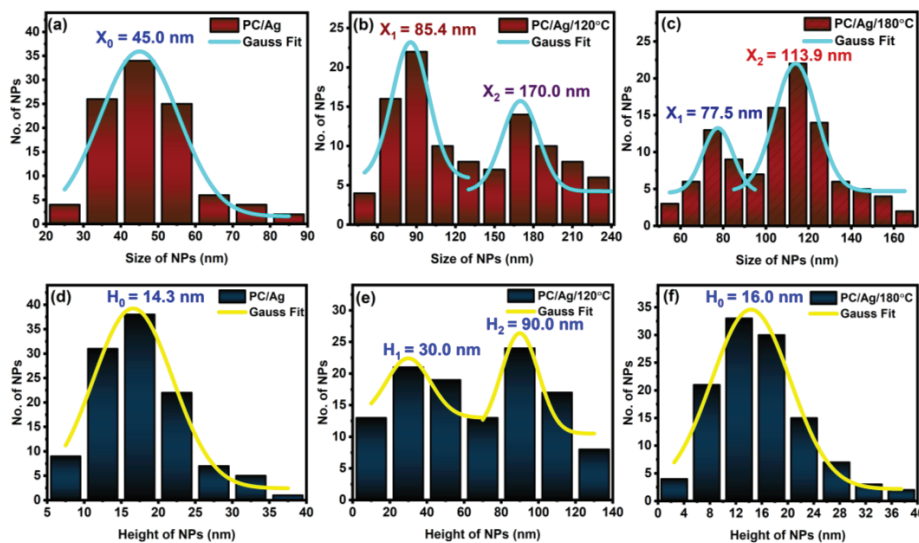 (a)
PC/Ag
Gauss Fit
X0 = 45.0 nm
No. of NPs
40
35
30
25
20
15
10
5
0
20 30 40 50 60 70 80 90
Size of NPs (nm)
(b)
PC/Ag/120°C
Gauss Fit
X1 = 85.4 nm
X2 = 170.0 nm
No. of NPs
25
20
15
10
5
0
60 90 120 150 180 210 240
Size of NPs (nm)
(c)
PC/Ag/180°C
Gauss Fit
X2 = 113.9 nm
X1 = 77.5 nm
No. of NPs
25
20
15
10
5
0
60 80 100 120 140 160
Size of NPs (nm)
(d)
PC/Ag
Gauss Fit
H0 = 14.3 nm
No. of NPs
40
35
30
25
20
15
10
5
0
5 10 15 20 25 30 35 40
Height of NPs (nm)
(e)
PC/Ag/120°C
Gauss Fit
H2 = 90.0 nm
H1 = 30.0 nm
No. of NPs
30
25
20
15
10
5
0
0 20 40 60 80 100 120 140
Height of NPs (nm)
(f)
PC/Ag/180°C
Gauss Fit
H0 = 16.0 nm
No. of NPs
40
35
30
25
20
15
10
5
0
4 8 12 16 20 24 28 32 36 40
Height of NPs (nm)